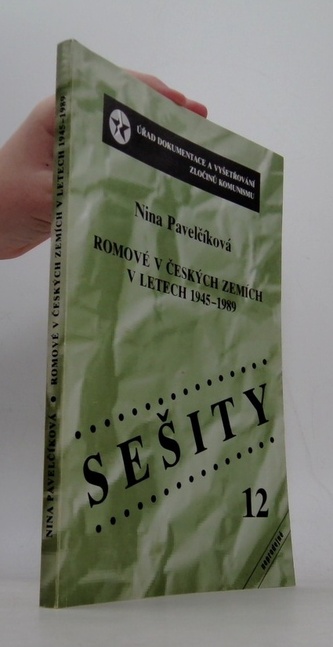 ÚŘAD DOKUMENTACE A VYŠETŘOVÁNÍ
ZLOČINŮ KOMUNISMU
Nina Pavelčíková
ROMOVÉ V ČESKÝCH ZEMÍCH
V LETECH 1945–1989
SEŠITY
12
neprodejné
NINA PAVELČÍKOVÁ • ROMOVÉ V ČESKÝCH ZEMÍCH V LETECH 1945–1989